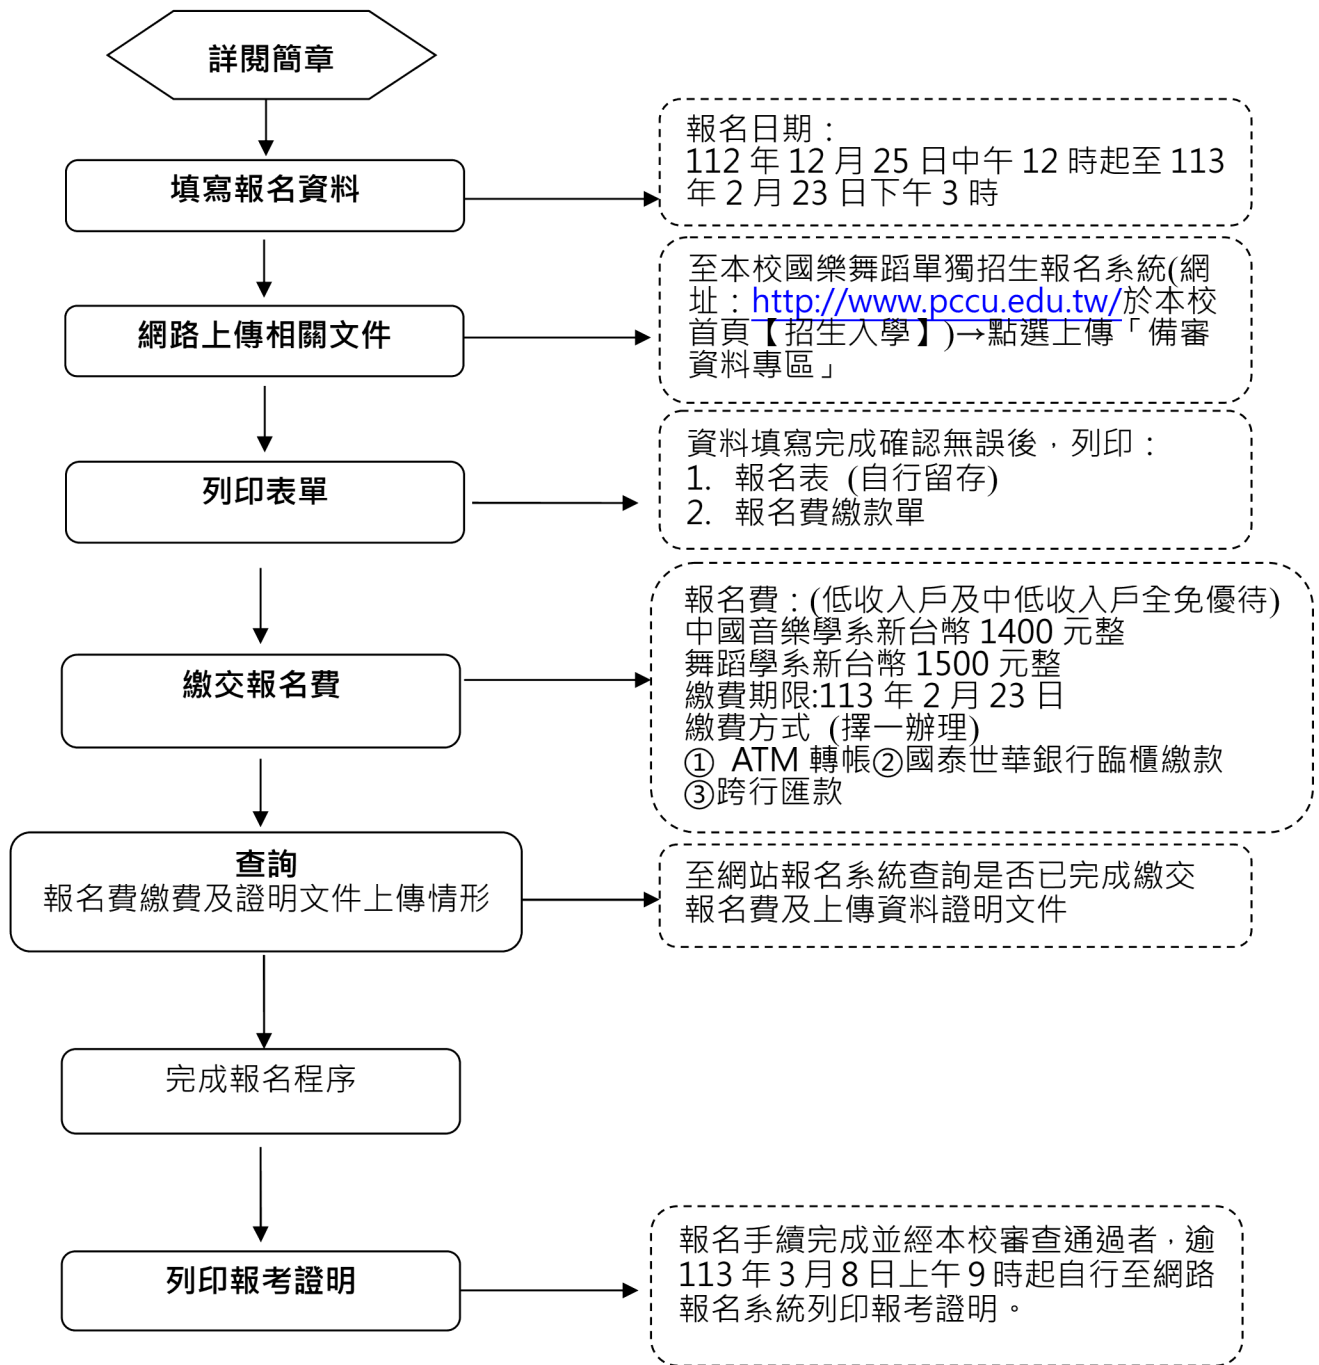 詳閱簡章
填寫報名資料
報名日期：
112 年 12 月 25 日中午 12 時起至 113
年 2 月 23 日下午 3 時
網路上傳相關文件
至本校國樂舞蹈單獨招生報名系統(網
址：http://www.pccu.edu.tw/於本校
首頁【招生入學】)→點選上傳「備審
資料專區」
列印表單
資料填寫完成確認無誤後，列印：
1. 報名表 (自行留存)
2. 報名費繳款單
繳交報名費
報名費：(低收入戶及中低收入戶全免優待)
中國音樂學系新台幣 1400 元整
舞蹈學系新台幣 1500 元整
繳費期限:113 年 2 月 23 日
繳費方式 (擇一辦理)
① ATM 轉帳②國泰世華銀行臨櫃繳款
③跨行匯款
查詢
報名費繳費及證明文件上傳情形
至網站報名系統查詢是否已完成繳交
報名費及上傳資料證明文件
完成報名程序
列印報考證明
報名手續完成並經本校審查通過者，逾
113 年 3 月 8 日上午 9 時起自行至網路
報名系統列印報考證明。